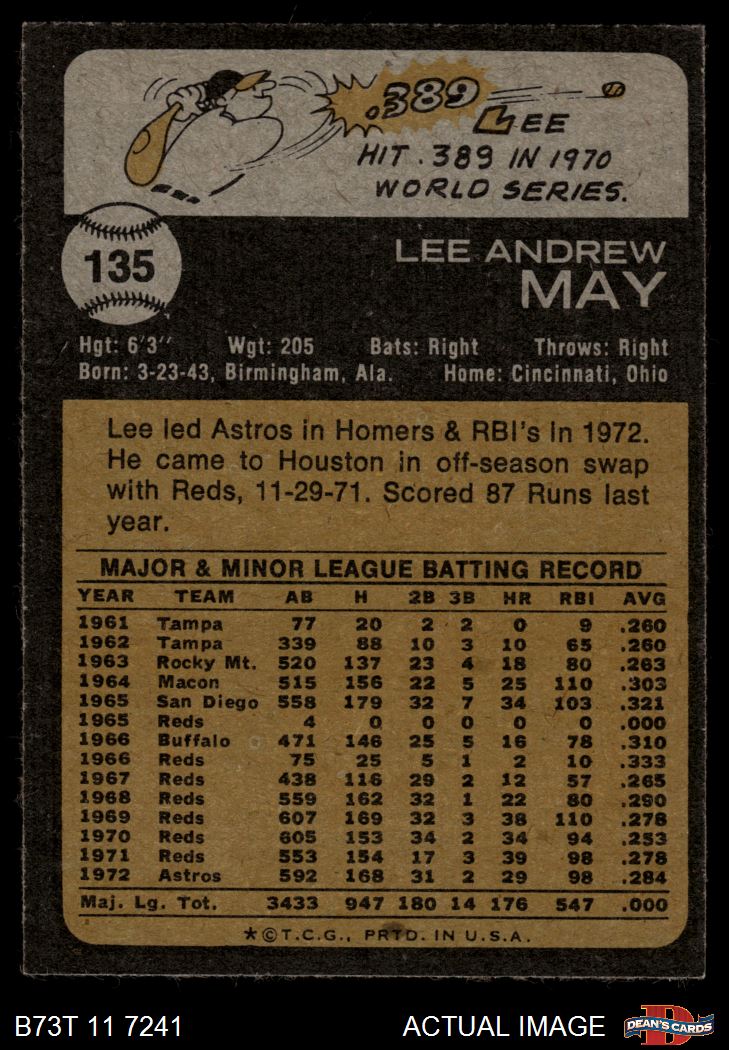 .389
LEE
HIT .389 IN 1970
WORLD SERIES.
135
LEE ANDREW
MAY
Hgt: 6'3" Wgt: 205 Bats: Right Throws: Right
Born: 3-23-43, Birmingham, Ala. Home: Cincinnati, Ohio
Lee led Astros in Homers & RBI's in 1972.
He came to Houston in off-season swap
with Reds, 11-29-71. Scored 87 Runs last
year.
MAJOR & MINOR LEAGUE BATTING RECORD
YEAR TEAM AB H 2B 3B HR RBI AVG
1961 Tampa 77 20 2 2 0 9 .260
1962 Tampa 339 88 10 3 10 65 .260
1963 Rocky Mt. 520 137 23 4 18 80 .263
1964 Macon 515 156 22 5 25 110 .303
1965 San Diego 558 179 32 7 34 103 .321
1965 Reds 4 0 0 0 0 0 .000
1966 Buffalo 471 146 25 5 16 78 .310
1966 Reds 75 25 5 1 2 10 .333
1967 Reds 438 116 29 2 12 57 .265
1968 Reds 559 162 32 1 22 80 .290
1969 Reds 607 169 32 3 38 110 .278
1970 Reds 605 153 34 2 34 94 .253
1971 Reds 553 154 17 3 39 98 .278
1972 Astros 592 168 31 2 29 98 .284
Maj. Lg. Tot. 3433 947 180 14 176 547 .000
*©T.C.G., PRTD. IN U.S.A.
B73T 11 7241 ACTUAL IMAGE DEAN'S CARDS